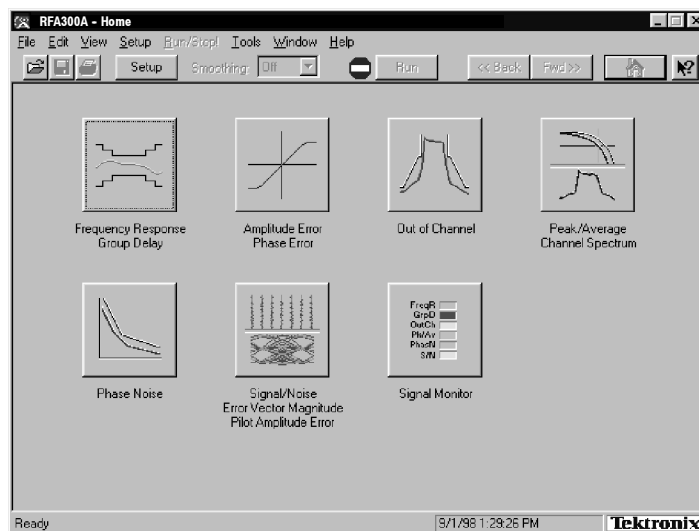 RFA300A - Home
File Edit View Setup Run/Stop! Tools Window Help
Setup Smoothing: Off Run << Back Fwd >>
Frequency Response
Group Delay
Amplitude Error
Phase Error
Out of Channel
Peak/Average
Channel Spectrum
FreqR
GrpD
OutCh
Pk/Av
PhasN
S/N
Phase Noise
Signal/Noise
Error Vector Magnitude
Pilot Amplitude Error
Signal Monitor
Ready 9/1/98 1:29:26 PM Tektronix